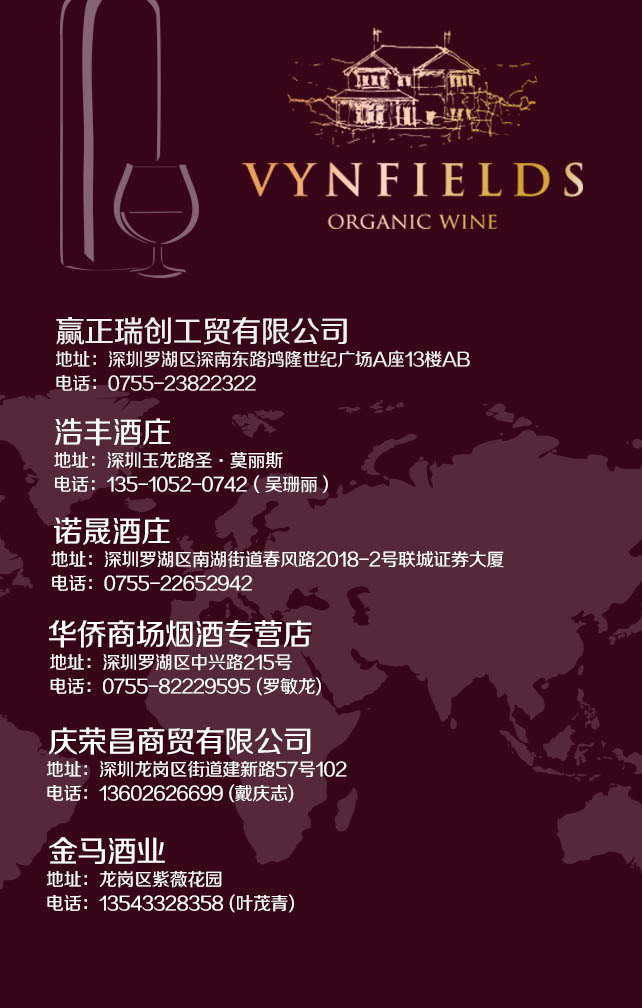 VYNFIELDS
ORGANIC WINE
赢正瑞创工贸有限公司
地址：深圳罗湖区深南东路鸿隆世纪广场A座13楼AB
电话：0755-23822322
浩丰酒庄
地址：深圳玉龙路圣·莫丽斯
电话：135-1052-0742（吴珊丽）
诺晟酒庄
地址：深圳罗湖区南湖街道春风路2018-2号联城证券大厦
电话：0755-22652942
华侨商场烟酒专营店
地址：深圳罗湖区中兴路215号
电话：0755-82229595 (罗敏龙)
庆荣昌商贸有限公司
地址：深圳龙岗区街道建新路57号102
电话：13602626699 (戴庆志)
金马酒业
地址：龙岗区紫薇花园
电话：13543328358 (叶茂青)